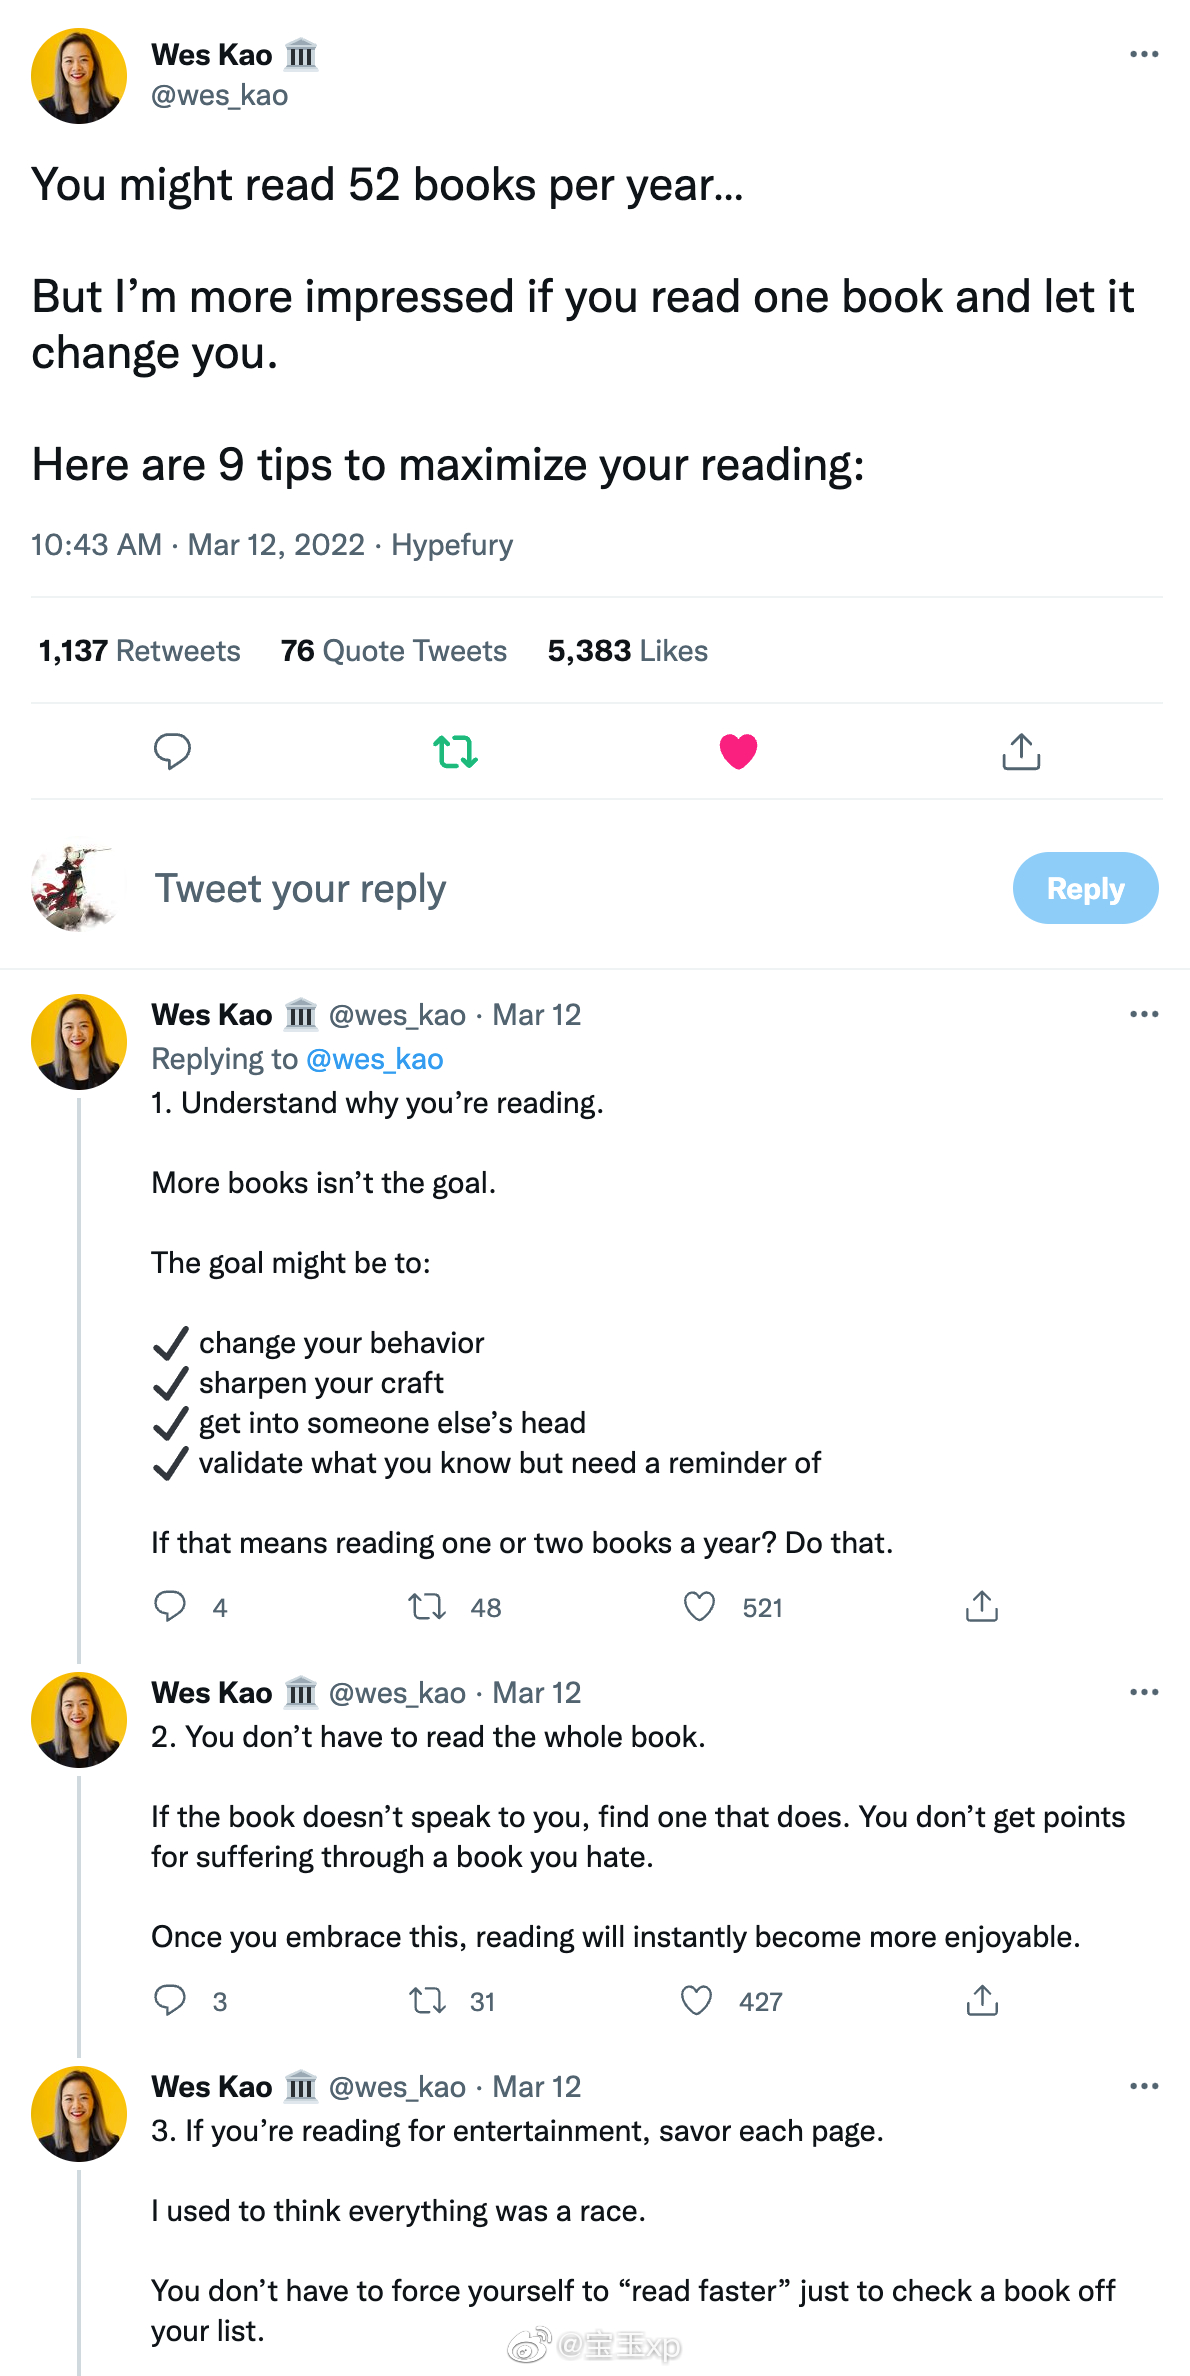 Wes Kao 🏛
@wes_kao
You might read 52 books per year...
But I’m more impressed if you read one book and let it
change you.
Here are 9 tips to maximize your reading:
10:43 AM · Mar 12, 2022 · Hypefury
1,137 Retweets 76 Quote Tweets 5,383 Likes
Tweet your reply
Reply
Wes Kao 🏛 @wes_kao · Mar 12
Replying to @wes_kao
1. Understand why you’re reading.
More books isn’t the goal.
The goal might be to:
✔ change your behavior
✔ sharpen your craft
✔ get into someone else’s head
✔ validate what you know but need a reminder of
If that means reading one or two books a year? Do that.
4 48 521
Wes Kao 🏛 @wes_kao · Mar 12
2. You don’t have to read the whole book.
If the book doesn’t speak to you, find one that does. You don’t get points
for suffering through a book you hate.
Once you embrace this, reading will instantly become more enjoyable.
3 31 427
Wes Kao 🏛 @wes_kao · Mar 12
3. If you’re reading for entertainment, savor each page.
I used to think everything was a race.
You don’t have to force yourself to “read faster” just to check a book off
your list.
@宝玉xp